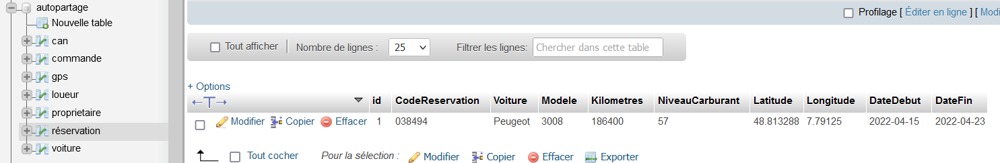 autopartage
Nouvelle table
can
commande
gps
loueur
proprietaire
réservation
voiture
Profilage [ Éditer en ligne ] [ Modi
Tout afficher
Nombre de lignes :
25
Filtrer les lignes:
Chercher dans cette table
+ Options
id CodeReservation Voiture Modele Kilometres NiveauCarburant Latitude Longitude DateDebut DateFin
Modifier Copier Effacer 1 038494 Peugeot 3008 186400 57 48.813288 7.79125 2022-04-15 2022-04-23
Tout cocher Pour la sélection : Modifier Copier Effacer Exporter